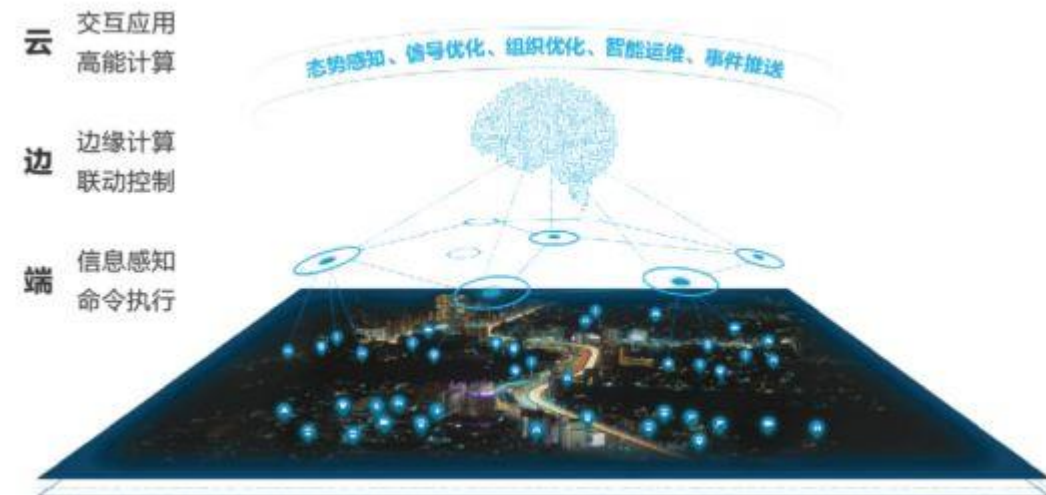 云
交互应用
高能计算
态势感知、信号优化、组织优化、智能运维、事件推送
边
边缘计算
联动控制
端
信息感知
命令执行